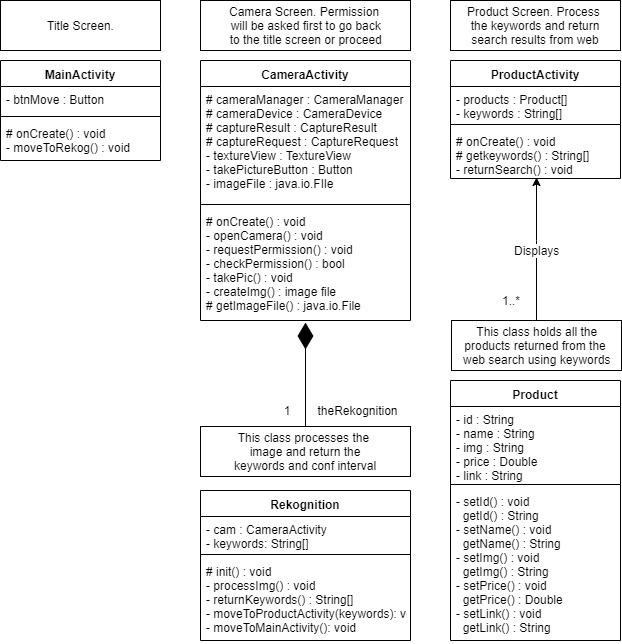 Title Screen.
MainActivity
- btnMove : Button
# onCreate() : void
- moveToRekog() : void
Camera Screen. Permission
will be asked first to go back
to the title screen or proceed
CameraActivity
# cameraManager : CameraManager
# cameraDevice : CameraDevice
# captureResult : CaptureResult
# captureRequest : CaptureRequest
- textureView : TextureView
- takePictureButton : Button
- imageFile : java.io.FIle
# onCreate() : void
- openCamera() : void
- requestPermission() : void
- checkPermission() : bool
- takePic() : void
- createImg() : image file
# getImageFile() : java.io.File
1
theRekognition
This class processes the
image and return the
keywords and conf interval
Rekognition
- cam : CameraActivity
- keywords: String[]
# init() : void
- processImg() : void
- returnKeywords() : String[]
- moveToProductActivity(keywords): v
- moveToMainActivity(): void
Product Screen. Process
the keywords and return
search results from web
ProductActivity
- products : Product[]
- keywords : String[]
# onCreate() : void
# getkeywords() : String[]
- returnSearch() : void
Displays
1..*
This class holds all the
products returned from the
web search using keywords
Product
- id : String
- name : String
- img : String
- price : Double
- link : String
- setId() : void
getId() : String
- setName() : void
getName() : String
- setImg() : void
getImg() : String
- setPrice() : void
getPrice() : Double
- setLink() : void
getLink() : String